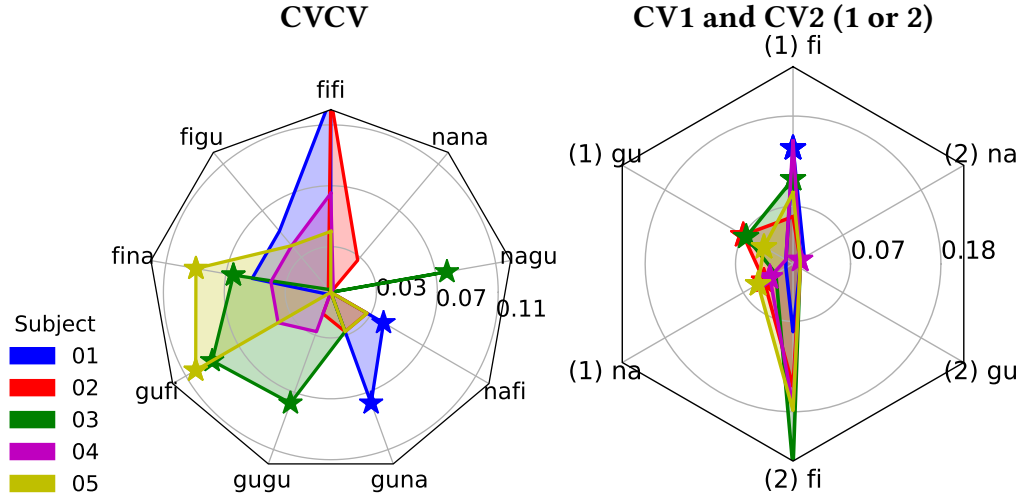 CVCV
CV1 and CV2 (1 or 2)
(1) fi
fifi
figu
nana
(1) gu
(2) na
fina
nagu
0.03
0.07
0.11
0.07
0.18
Subject
01
02
03
04
05
gufi
nafi
(1) na
(2) gu
gugu
guna
(2) fi